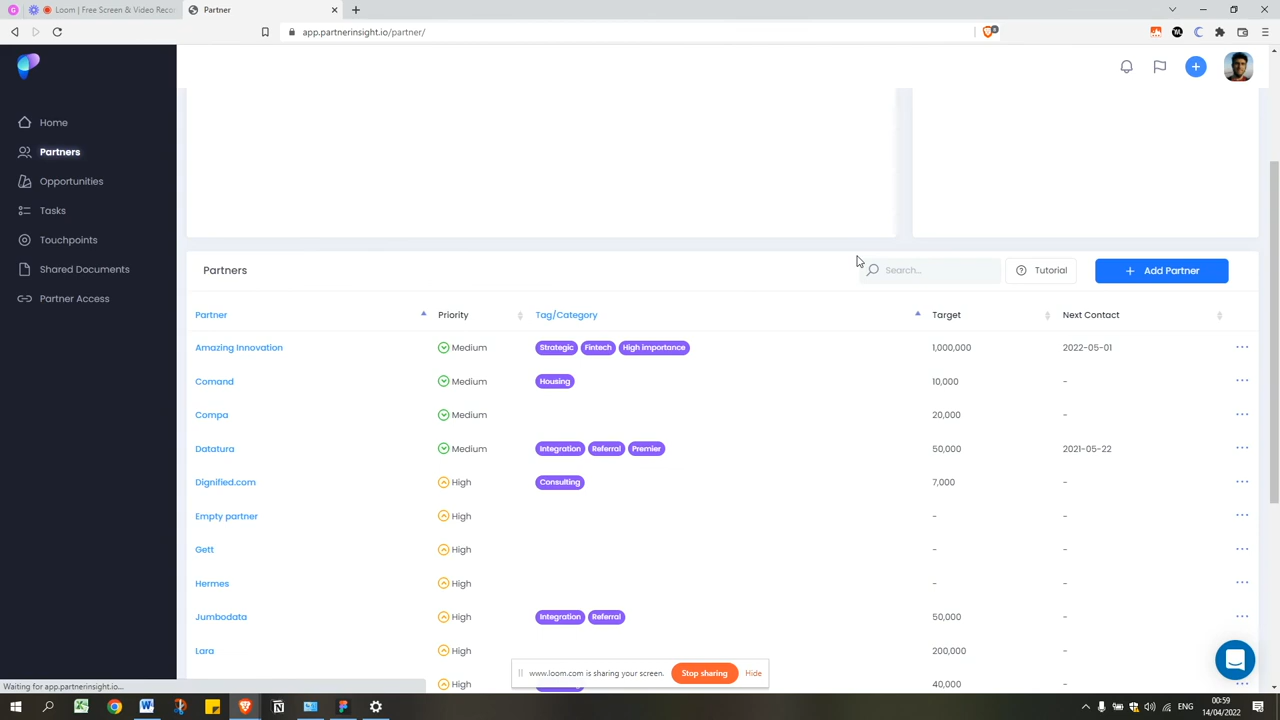 Loom | Free Screen & Video Reco
Partner
app.partnerinsight.io/partner/
Home
Partners
Opportunities
Tasks
Touchpoints
Shared Documents
Partner Access
Partners
Search...
Tutorial
Add Partner
Partner Priority Tag/Category Target Next Contact
Amazing Innovation Medium Strategic Fintech High importance 1,000,000 2022-05-01
Comand Medium Housing 10,000 -
Compa Medium 20,000 -
Datatura Medium Integration Referral Premier 50,000 2021-05-22
Dignified.com High Consulting 7,000 -
Empty partner High - -
Gett High - -
Hermes High - -
Jumbodata High Integration Referral 50,000 -
Lara High 200,000 -
High 40,000 -
www.loom.com is sharing your screen. Stop sharing Hide
Waiting for app.partnerinsight.io...
ENG
00:59
14/04/2022